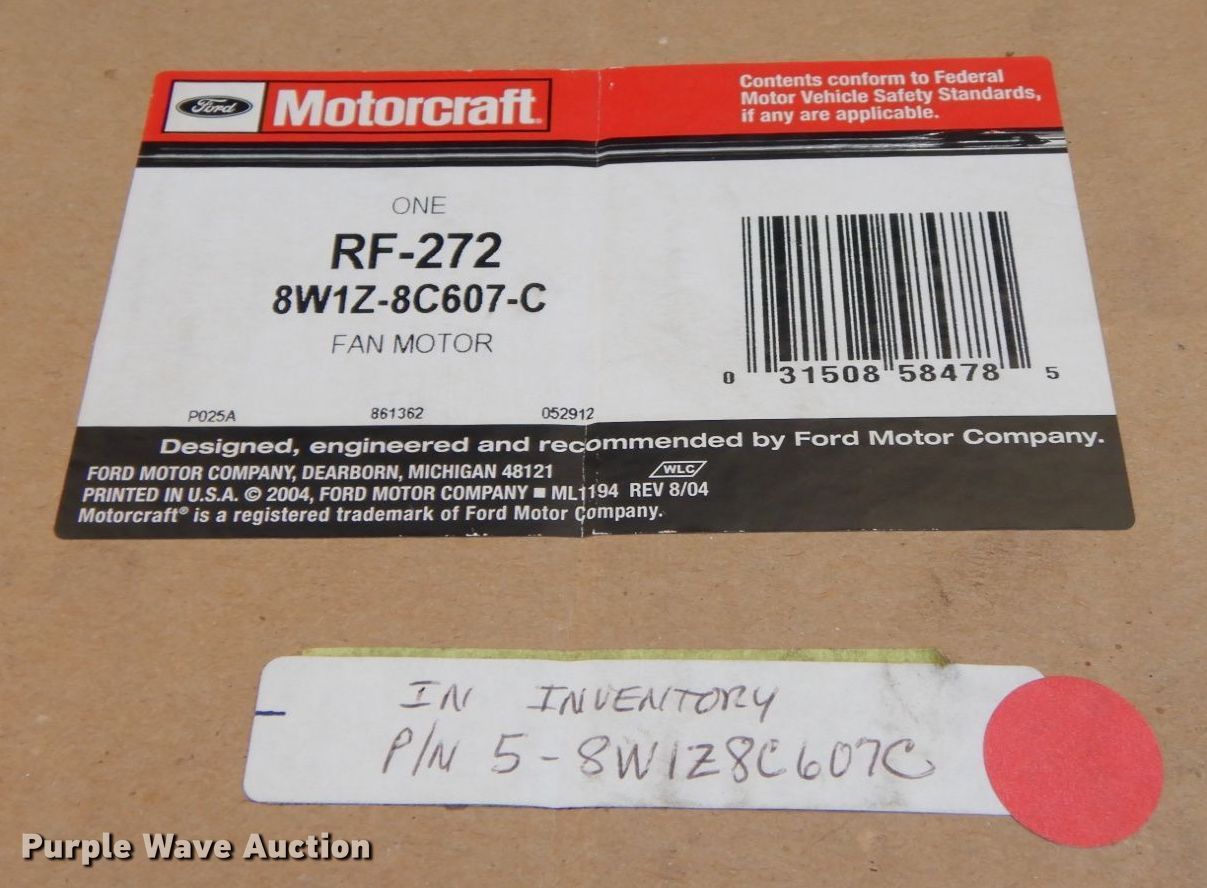 Ford Motorcraft
Contents conform to Federal
Motor Vehicle Safety Standards,
if any are applicable.
ONE
RF-272
8W1Z-8C607-C
FAN MOTOR
0 31508 58478 5
P025A 861362 052912
Designed, engineered and recommended by Ford Motor Company.
FORD MOTOR COMPANY, DEARBORN, MICHIGAN 48121
WLC
PRINTED IN U.S.A. © 2004, FORD MOTOR COMPANY ■ ML1194 REV 8/04
Motorcraft® is a registered trademark of Ford Motor Company.
IN INVENTORY
P/N 5-8W1Z8C607C
Purple Wave Auction